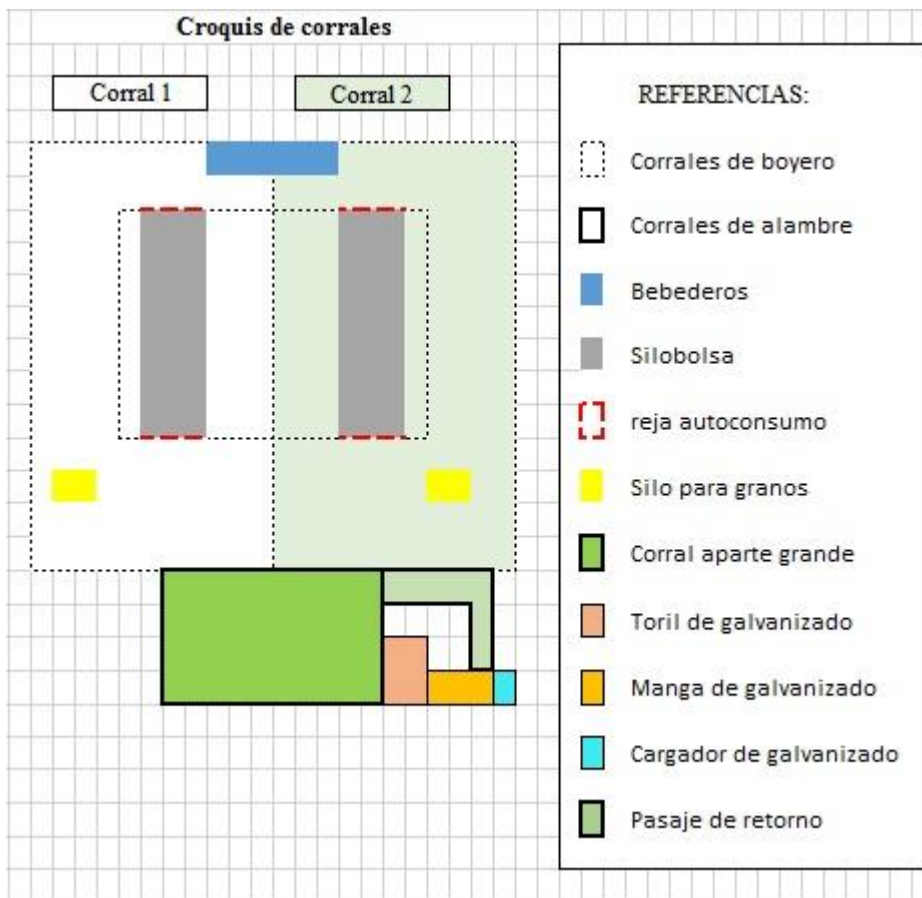 Croquis de corrales
Corral 1
Corral 2
REFERENCIAS:
Corrales de boyero
Corrales de alambre
Bebederos
Silobolsa
reja autoconsumo
Silo para granos
Corral aparte grande
Toril de galvanizado
Manga de galvanizado
Cargador de galvanizado
Pasaje de retorno